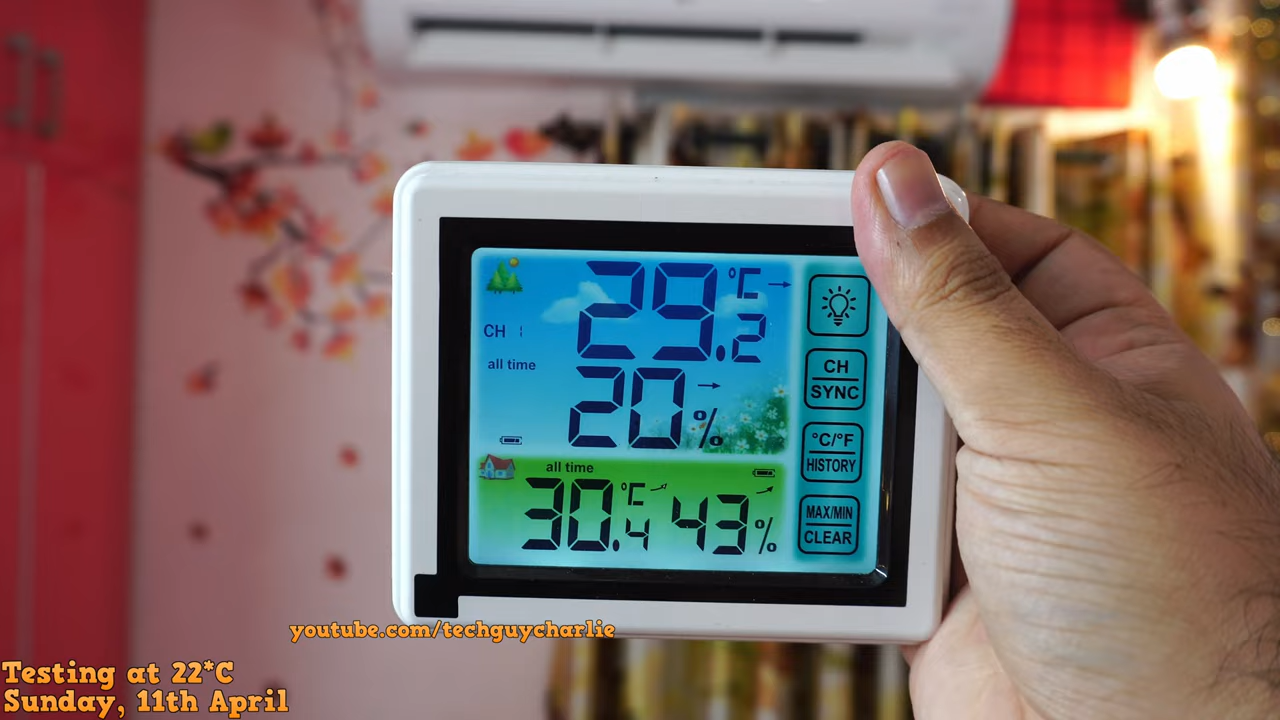 29.2 °C →
CH 1
all time
20 % →
all time
30.4 °C 43 %
CH
SYNC
°C/°F
HISTORY
MAX/MIN
CLEAR
youtube.com/techguycharlie
Testing at 22*C
Sunday, 11th April